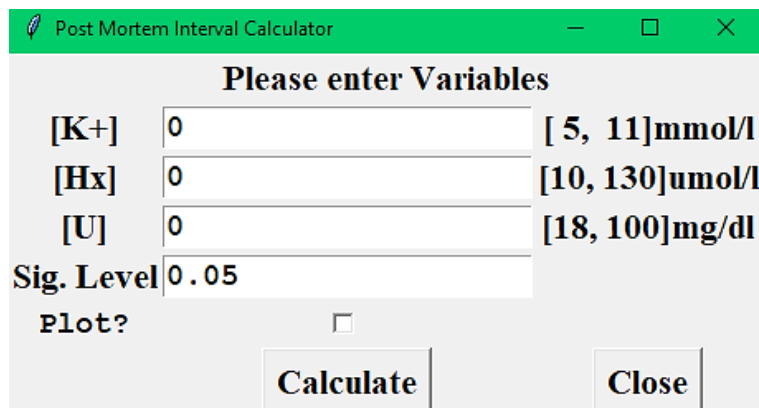 Post Mortem Interval Calculator
Please enter Variables
[K+] 0 [ 5, 11]mmol/l
[Hx] 0 [10, 130]umol/l
[U] 0 [18, 100]mg/dl
Sig. Level 0.05
Plot?
Calculate Close